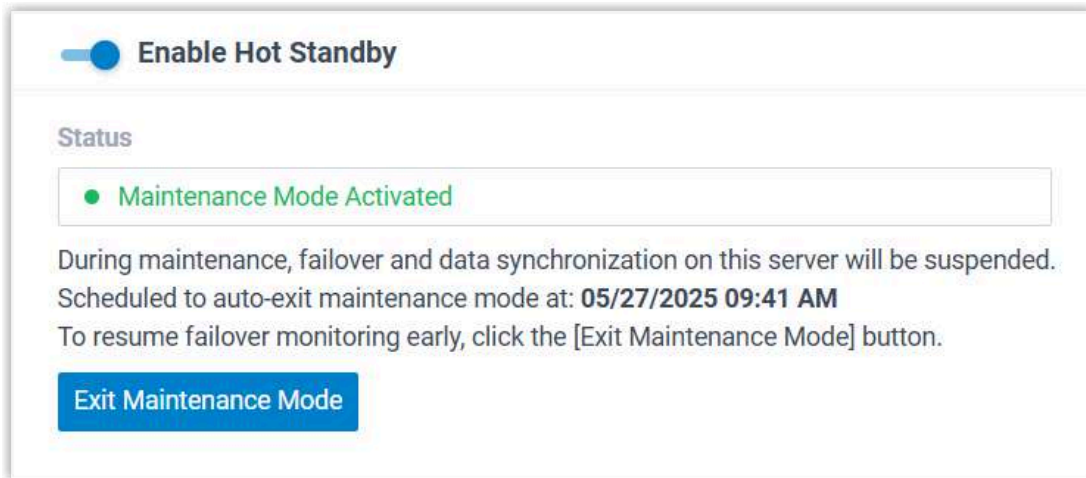 Enable Hot Standby
Status
Maintenance Mode Activated
During maintenance, failover and data synchronization on this server will be suspended.
Scheduled to auto-exit maintenance mode at: 05/27/2025 09:41 AM
To resume failover monitoring early, click the [Exit Maintenance Mode] button.
Exit Maintenance Mode